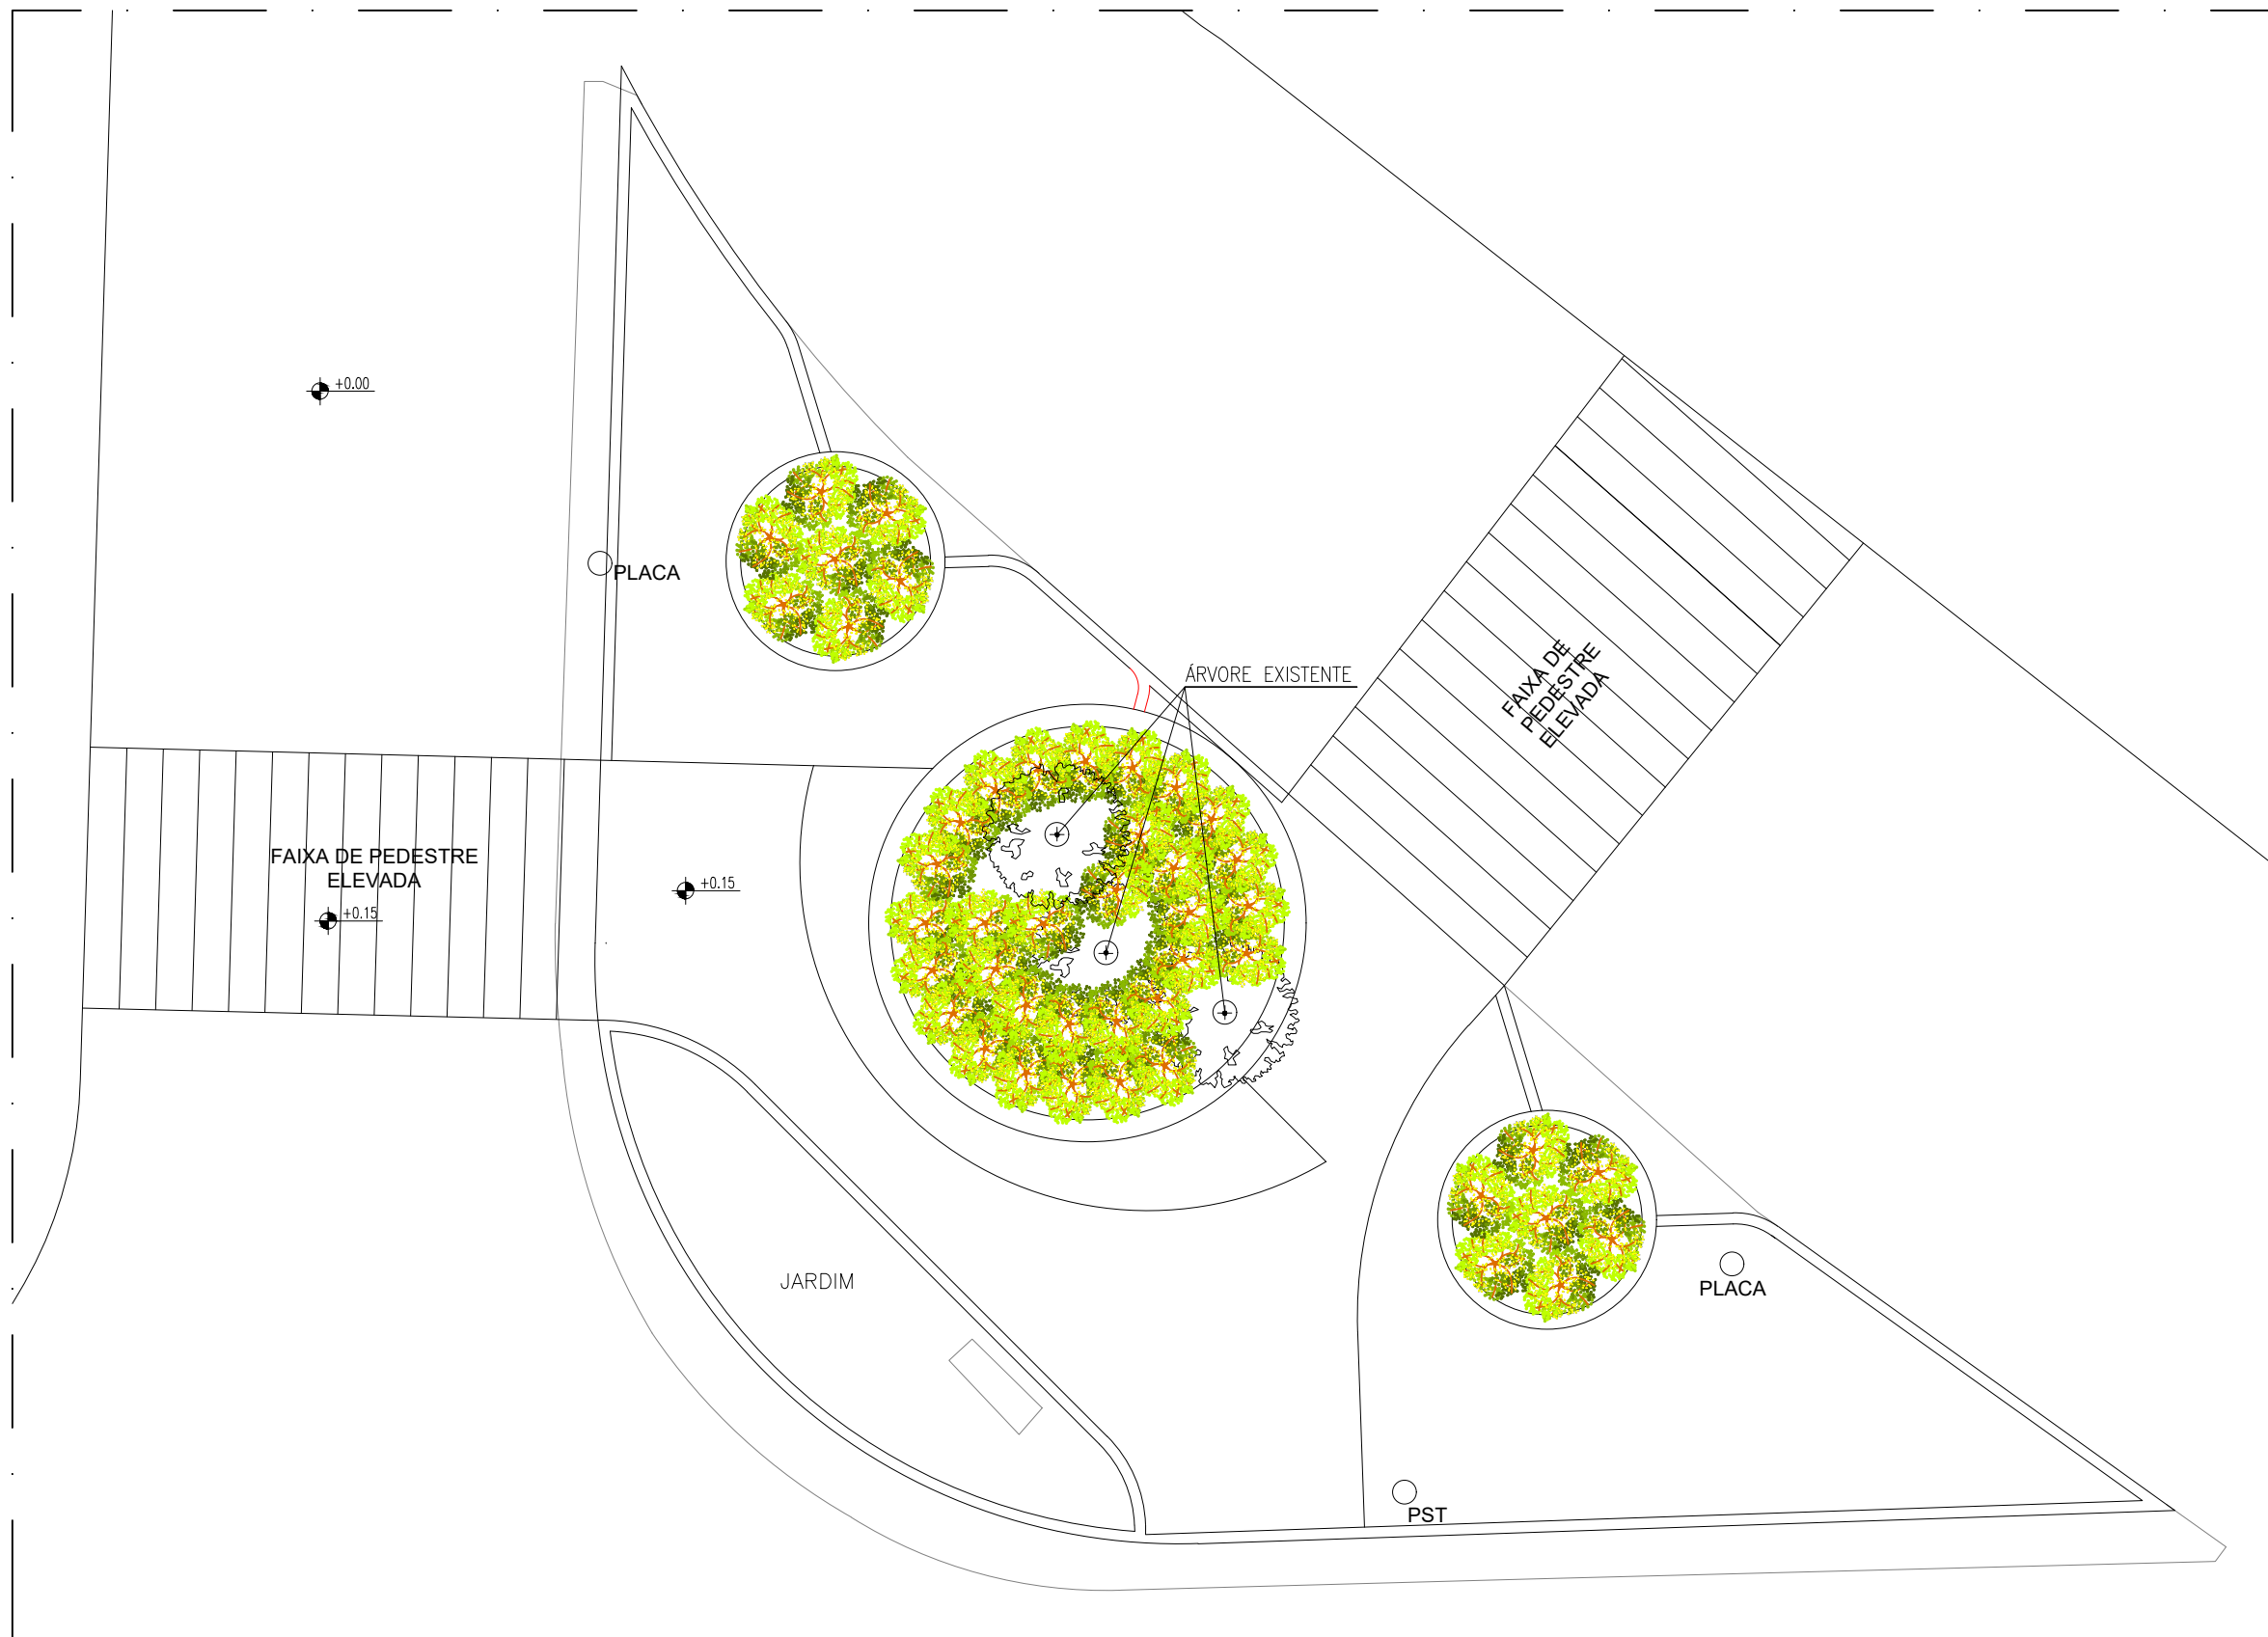 +0.00
PLACA
ÁRVORE EXISTENTE
FAIXA DE
PEDESTRE
ELEVADA
FAIXA DE PEDESTRE
ELEVADA
+0.15
+0.15
JARDIM
PLACA
PST